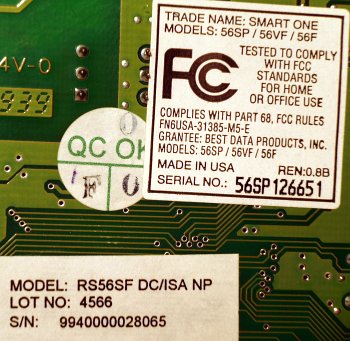 TRADE NAME: SMART ONE
MODELS: 56SP / 56VF / 56F
FCC
TESTED TO COMPLY
WITH FCC
STANDARDS
FOR HOME
OR OFFICE USE
COMPLIES WITH PART 68, FCC RULES
FN6USA-31385-M5-E
GRANTEE: BEST DATA PRODUCTS, INC.
MODELS: 56SP / 56VF / 56F
MADE IN USA REN:0.8B
SERIAL NO.: 56SP126651
4V-0
939
QC OK
F 0
MODEL: RS56SF DC/ISA NP
LOT NO: 4566
S/N: 9940000028065